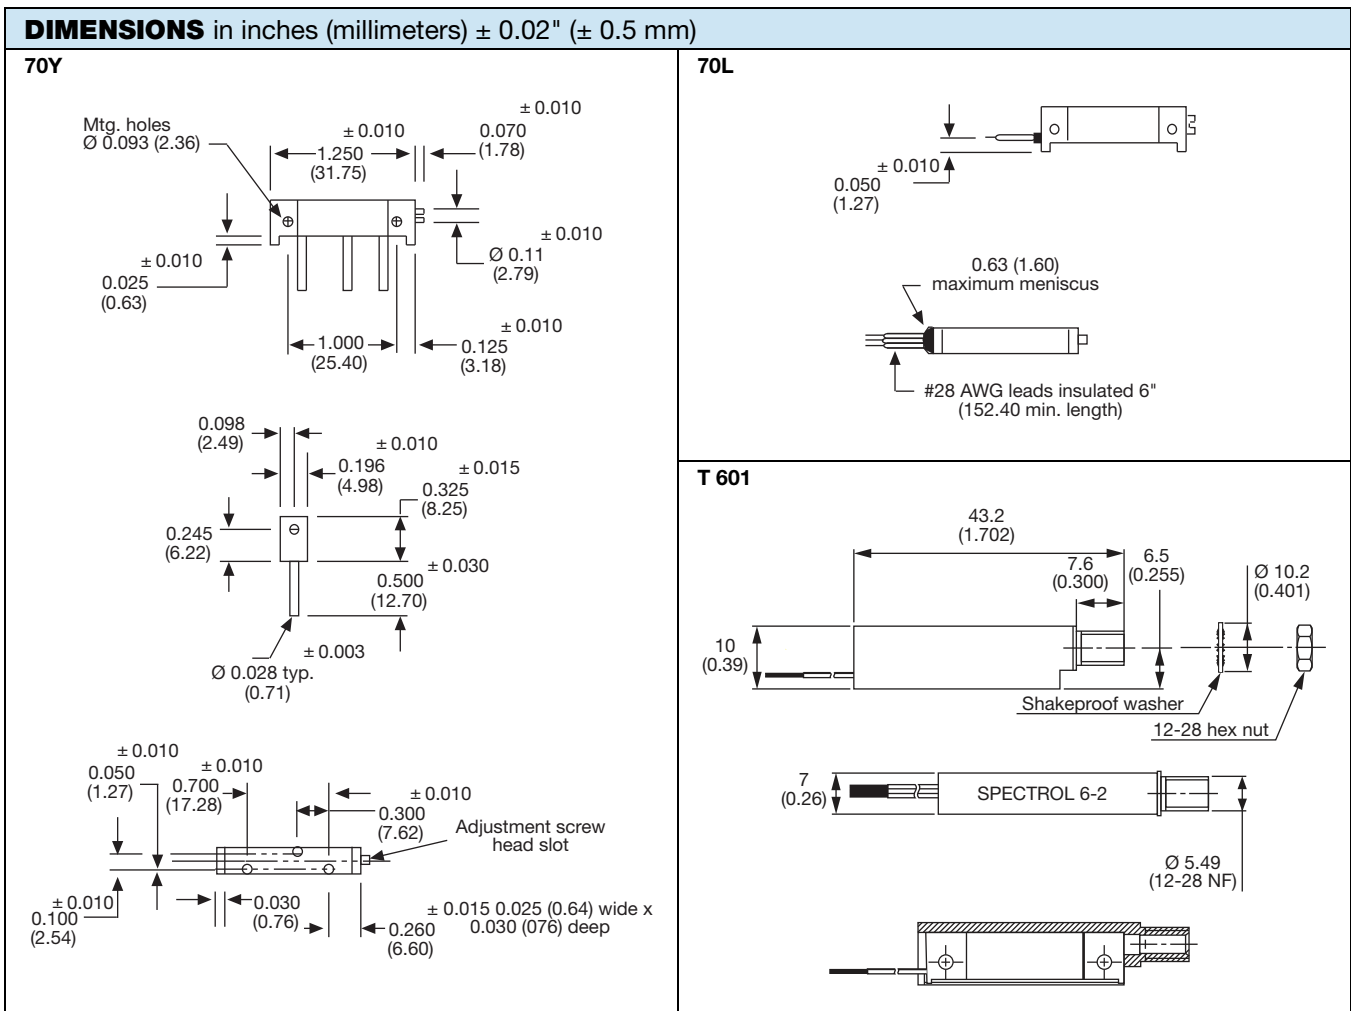 DIMENSIONS in inches (millimeters) ± 0.02" (± 0.5 mm)
70Y
Mtg. holes
Ø 0.093 (2.36)
± 0.010
1.250
(31.75)
± 0.010
0.070
(1.78)
± 0.010
Ø 0.11
(2.79)
± 0.010
0.025
(0.63)
1.000
(25.40)
± 0.010
0.125
(3.18)
0.098
(2.49)
± 0.010
0.196
(4.98)
± 0.015
0.325
(8.25)
0.245
(6.22)
± 0.030
0.500
(12.70)
± 0.003
Ø 0.028 typ.
(0.71)
± 0.010
0.050
(1.27)
± 0.010
0.700
(17.28)
± 0.010
0.300
(7.62)
Adjustment screw
head slot
± 0.010
0.100
(2.54)
0.030
(0.76)
0.260
(6.60)
± 0.015 0.025 (0.64) wide x
0.030 (076) deep
70L
± 0.010
0.050
(1.27)
0.63 (1.60)
maximum meniscus
#28 AWG leads insulated 6"
(152.40 min. length)
T 601
43.2
(1.702)
7.6
(0.300)
6.5
(0.255)
Ø 10.2
(0.401)
10
(0.39)
Shakeproof washer
12-28 hex nut
7
(0.26)
SPECTROL 6-2
Ø 5.49
(12-28 NF)